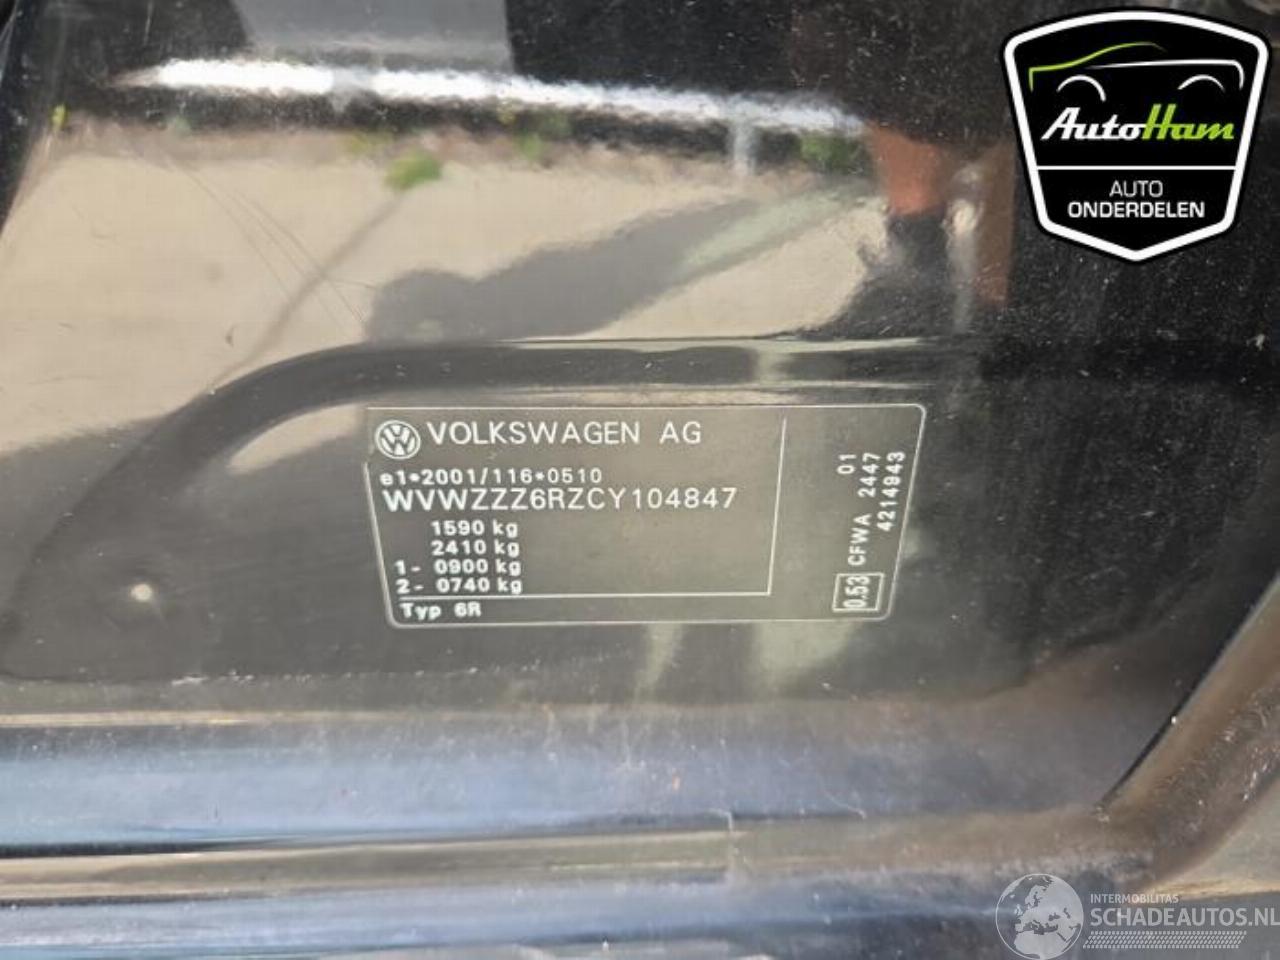 AutoHam
AUTO
ONDERDELEN
VOLKSWAGEN AG
e1*2001/116*0510
WVWZZZ6RZCY104847
1590 kg
2410 kg
1- 0900 kg
2- 0740 kg
Typ 6R
01
CFWA 2447
4214943
0.53
INTERMOBILITAS
SCHADEAUTOS.NL